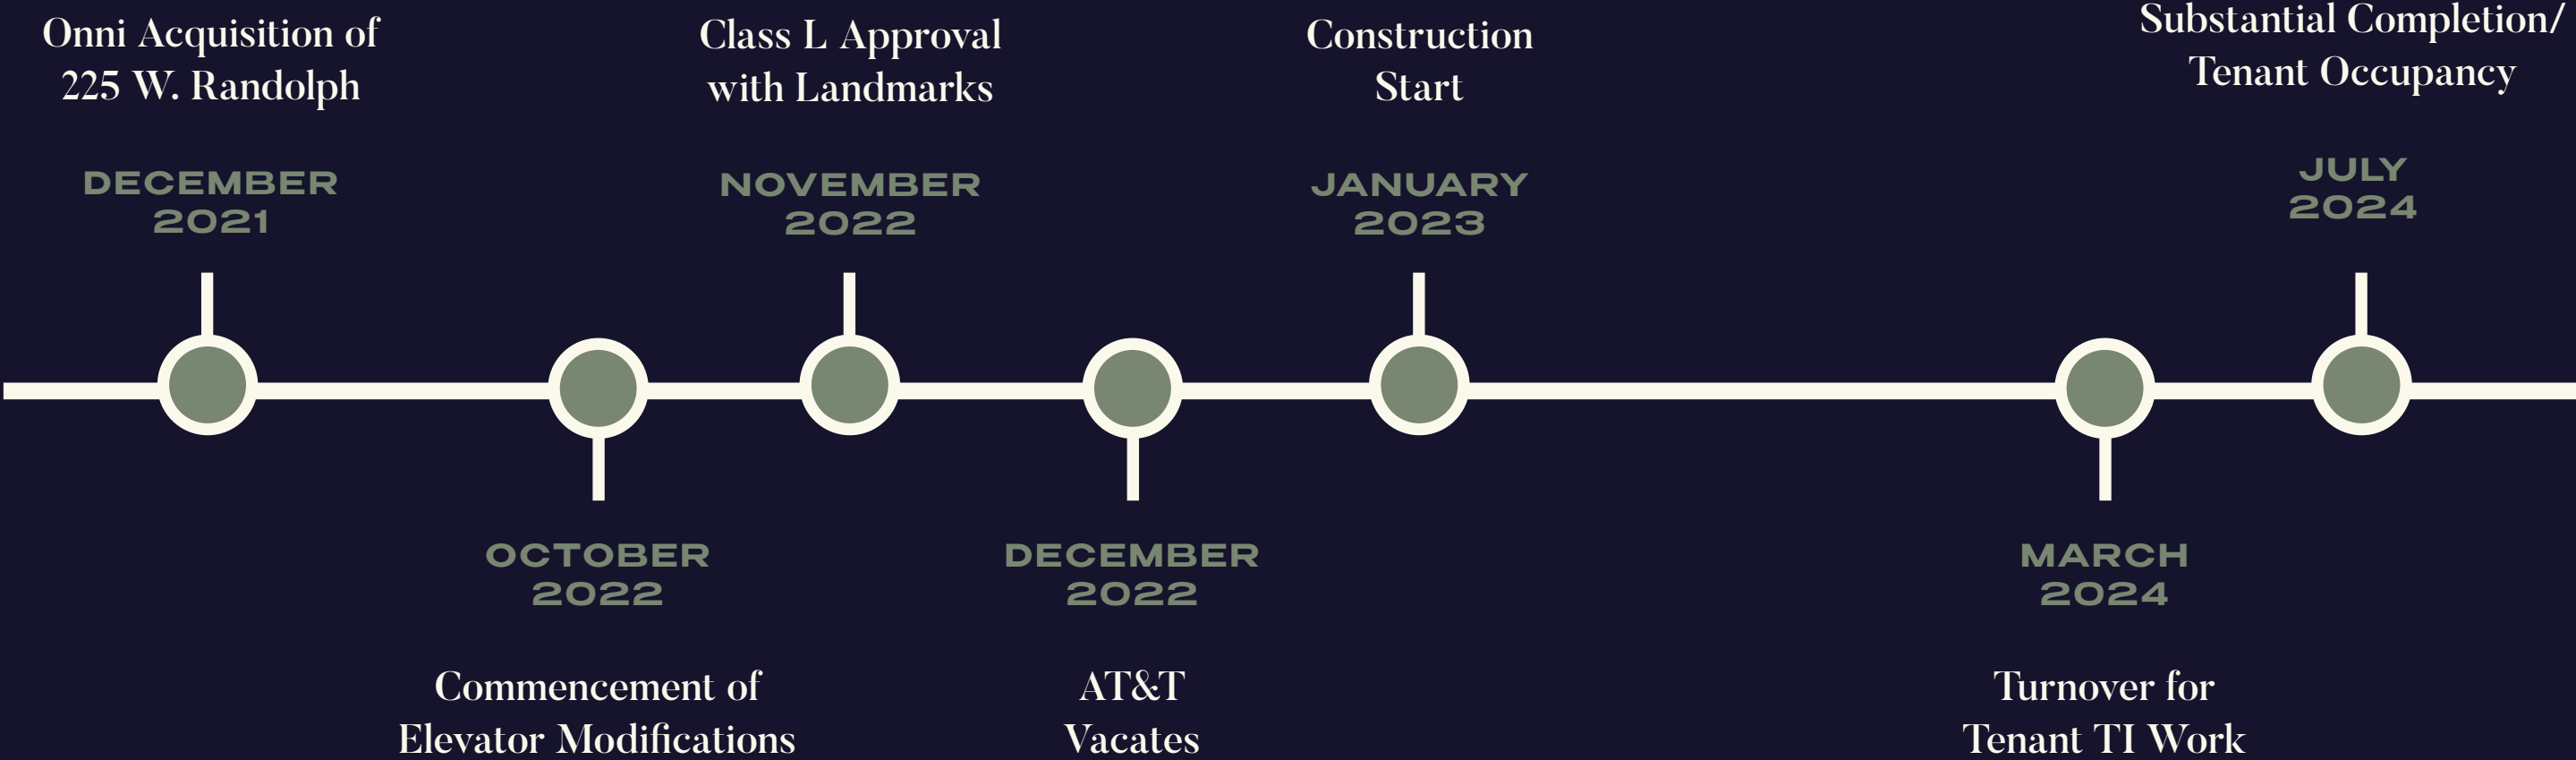 Onni Acquisition of
225 W. Randolph
DECEMBER
2021
Commencement of
Elevator Modifications
OCTOBER
2022
Class L Approval
with Landmarks
NOVEMBER
2022
DECEMBER
2022
AT&T
Vacates
Construction
Start
JANUARY
2023
MARCH
2024
Turnover for
Tenant TI Work
Substantial Completion/
Tenant Occupancy
JULY
2024